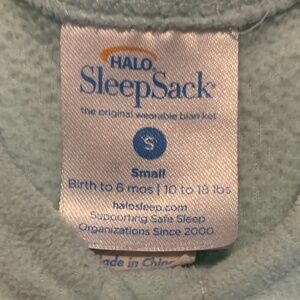 HALO
SleepSack®
the original wearable blanket
S
Small
Birth to 6 mos | 10 to 18 lbs
halosleep.com
Supporting Safe Sleep
Organizations Since 2000.
ade in China